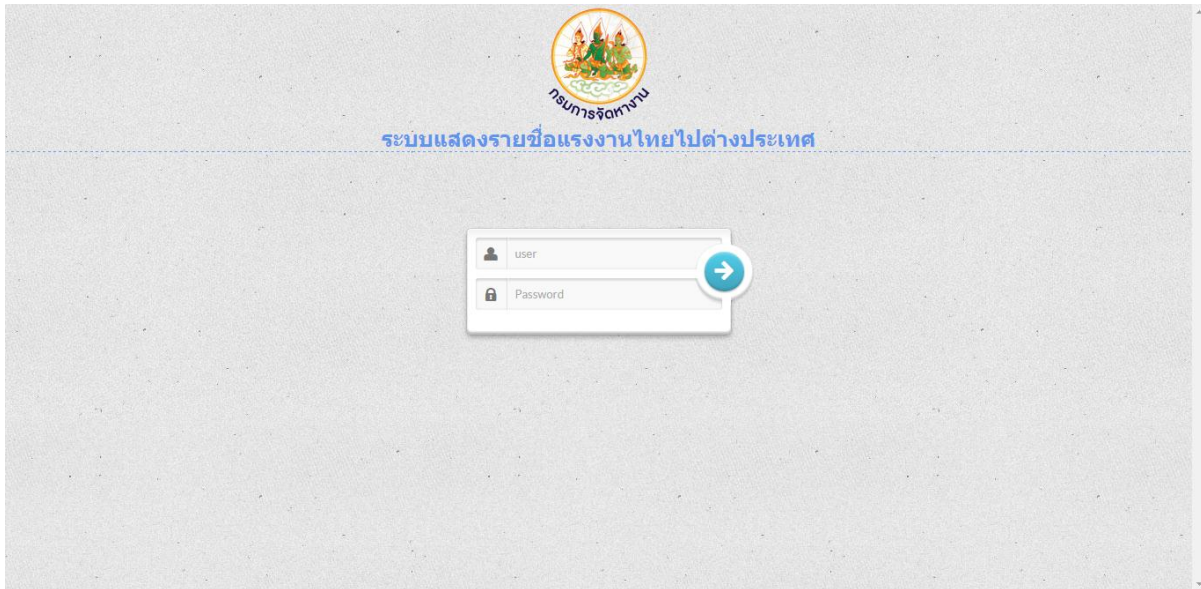 กรมการจัดหางาน
ระบบแสดงรายชื่อแรงงานไทยไปต่างประเทศ
user
Password